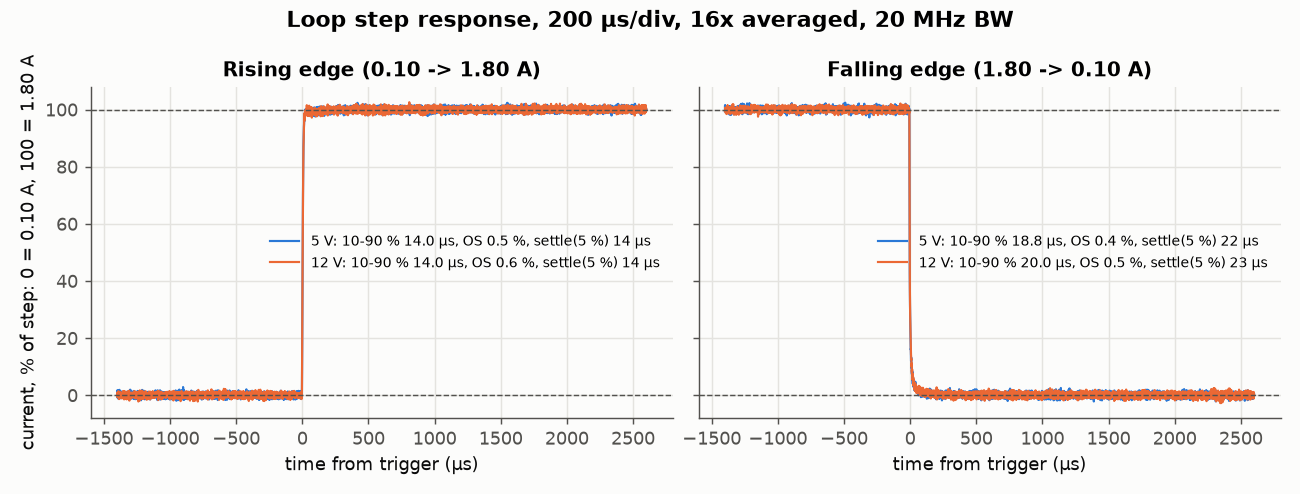 Loop step response, 200 µs/div, 16x averaged, 20 MHz BW
Rising edge (0.10 -> 1.80 A)
current, % of step: 0 = 0.10 A, 100 = 1.80 A
100
80
60
40
20
0
5 V: 10-90 % 14.0 µs, OS 0.5 %, settle(5 %) 14 µs
12 V: 10-90 % 14.0 µs, OS 0.6 %, settle(5 %) 14 µs
−1500 −1000 −500 0 500 1000 1500 2000 2500
time from trigger (µs)
Falling edge (1.80 -> 0.10 A)
5 V: 10-90 % 18.8 µs, OS 0.4 %, settle(5 %) 22 µs
12 V: 10-90 % 20.0 µs, OS 0.5 %, settle(5 %) 23 µs
−1500 −1000 −500 0 500 1000 1500 2000 2500
time from trigger (µs)